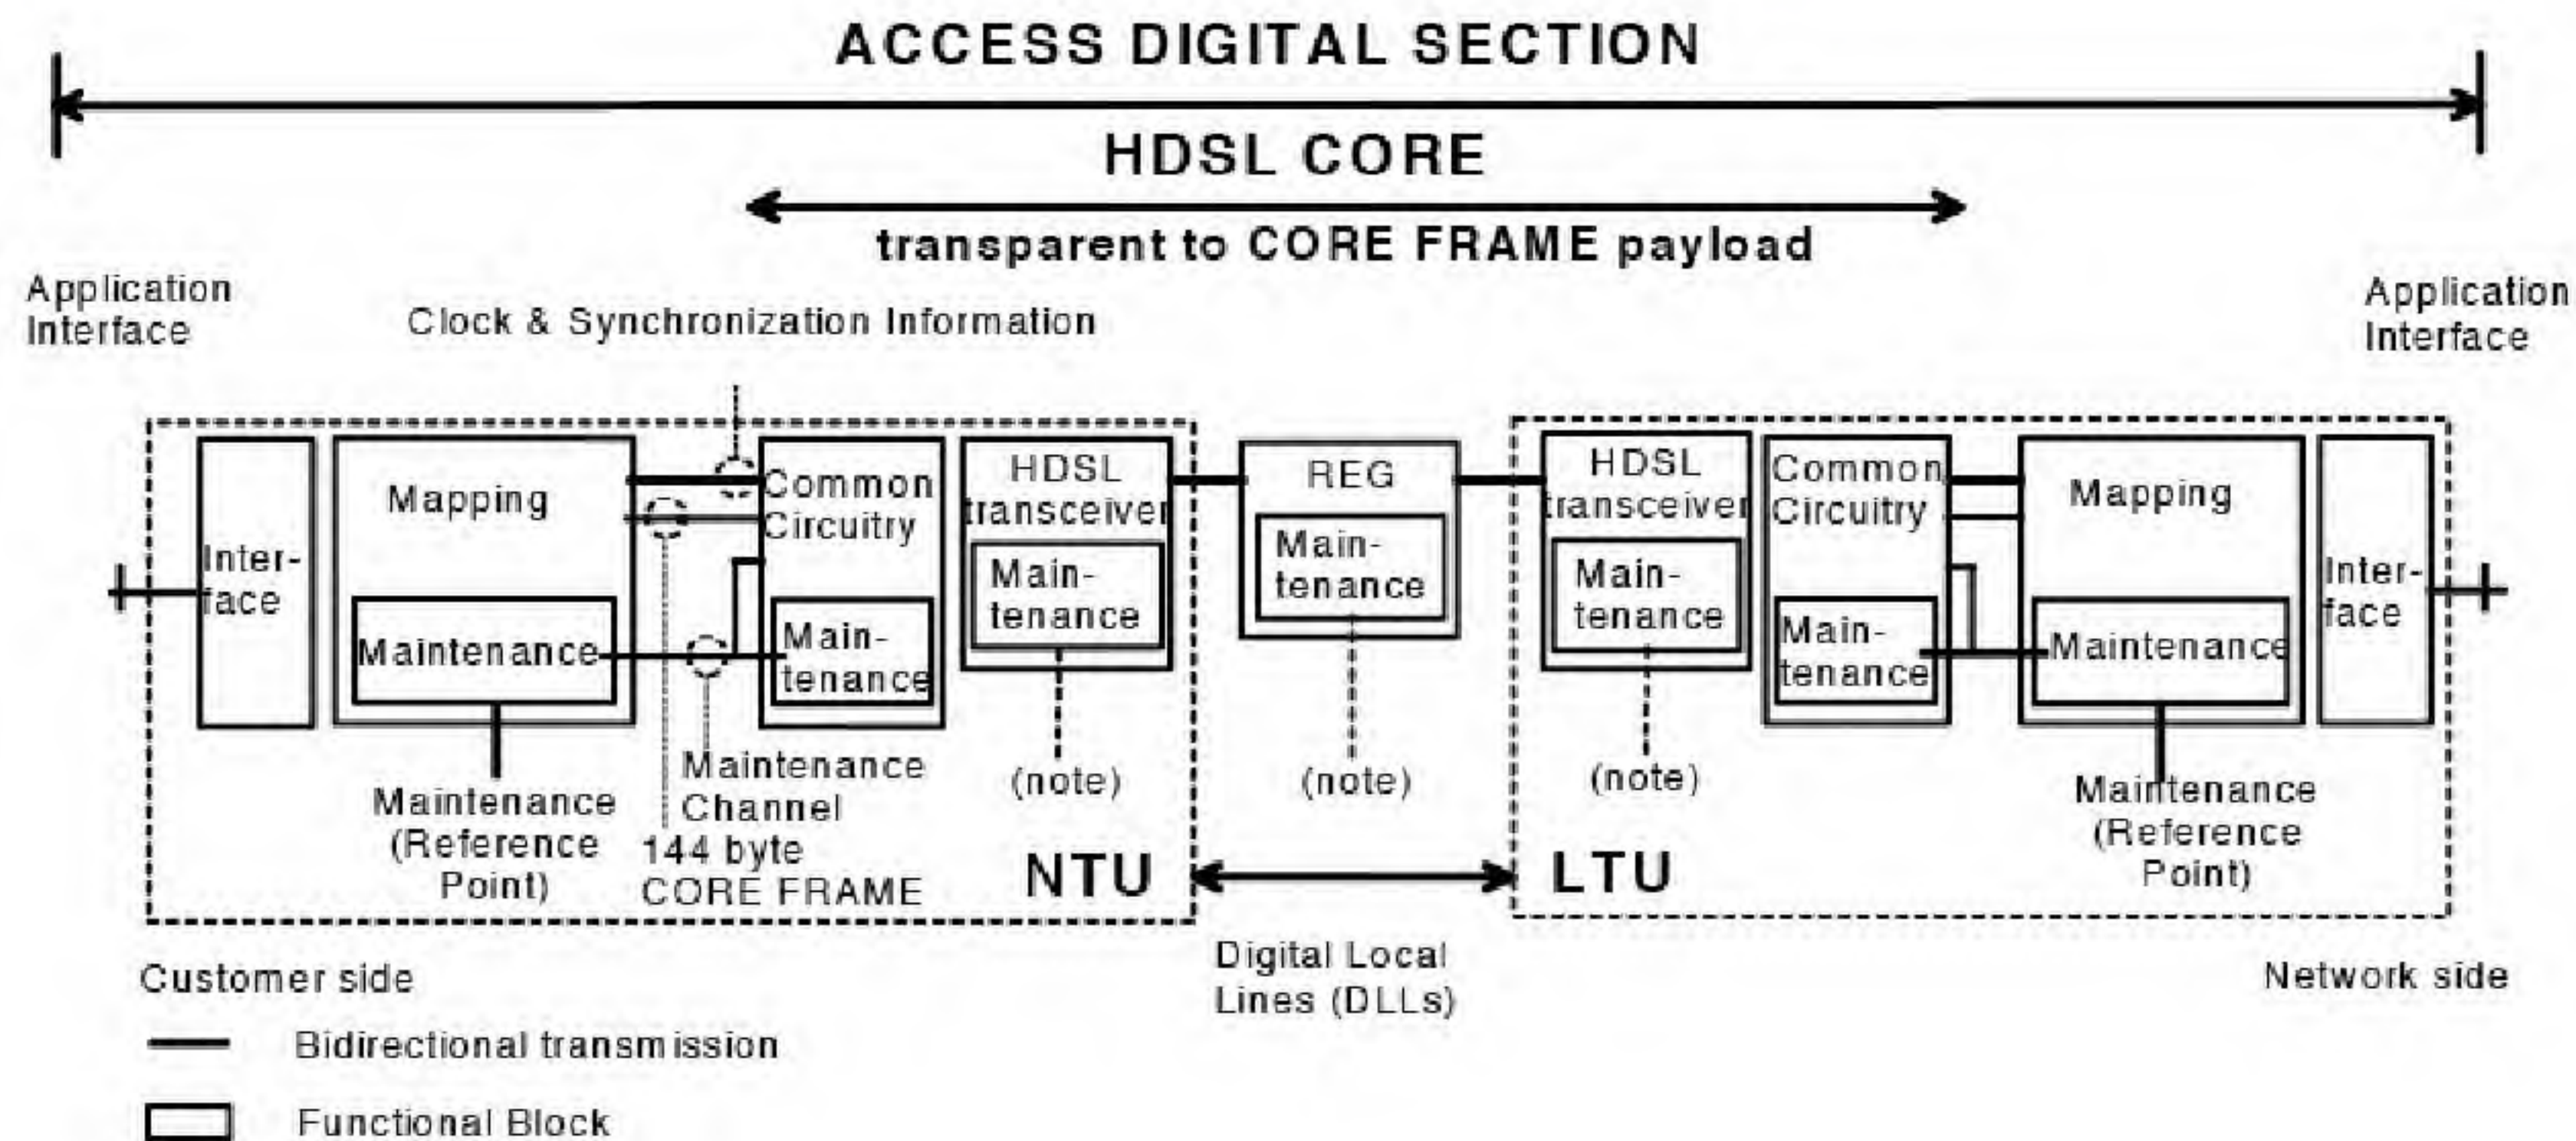 ACCESS DIGITAL SECTION
HDSL CORE
transparent to CORE FRAME payload
Application
Interface
Clock & Synchronization Information
Application
Interface
Inter-
face
Mapping
Maintenance
Common
Circuitry
Main-
tenance
HDSL
transceiver
Main-
tenance
REG
Main-
tenance
HDSL
transceiver
Main-
tenance
Common
Circuitry
Main-
tenance
Mapping
Maintenance
Inter-
face
Maintenance
(Reference
Point)
Maintenance
Channel
144 byte
CORE FRAME
(note)
(note)
(note)
Maintenance
(Reference
Point)
NTU
LTU
Digital Local
Lines (DLLs)
Customer side
Network side
Bidirectional transmission
Functional Block